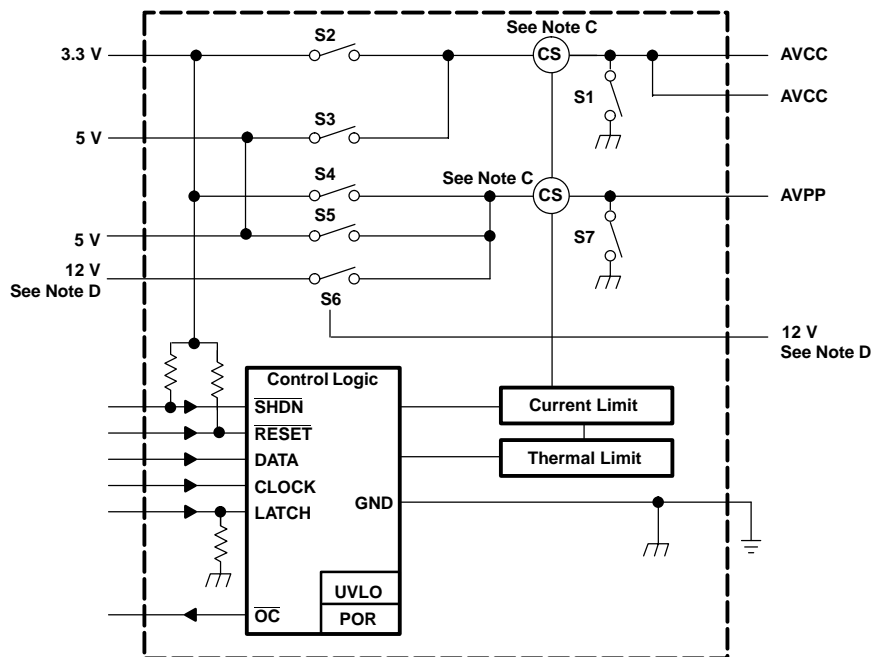 See Note C
S2
3.3 V
CS
AVCC
S1
AVCC
S3
5 V
S4
See Note C
CS
AVPP
S5
5 V
S7
12 V
See Note D
S6
12 V
See Note D
Control Logic
SHDN
Current Limit
RESET
DATA
Thermal Limit
CLOCK
LATCH
GND
UVLO
OC
POR